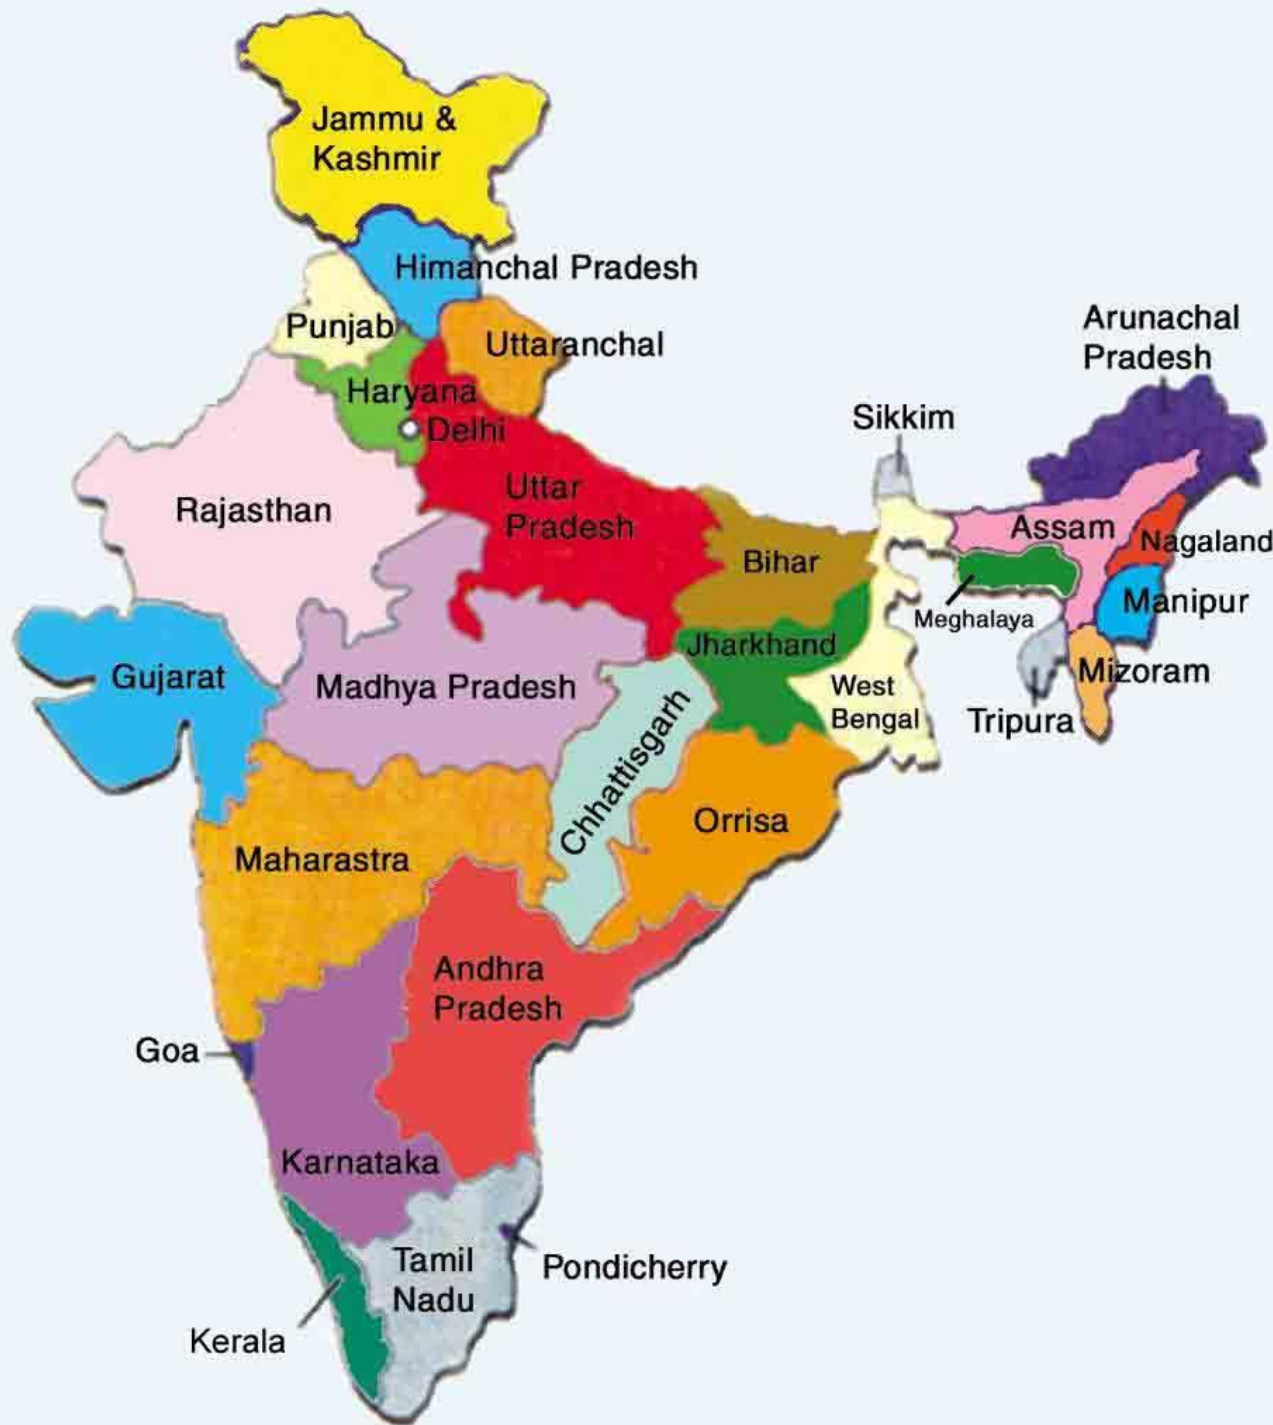 Jammu &
Kashmir
Himanchal Pradesh
Punjab
Uttaranchal
Haryana
Delhi
Arunachal
Pradesh
Sikkim
Rajasthan
Uttar
Pradesh
Assam
Nagaland
Bihar
Meghalaya
Manipur
Jharkhand
Gujarat
Madhya Pradesh
West
Bengal
Mizoram
Tripura
Chhattisgarh
Orrisa
Maharastra
Andhra
Pradesh
Goa
Karnataka
Tamil
Nadu
Pondicherry
Kerala